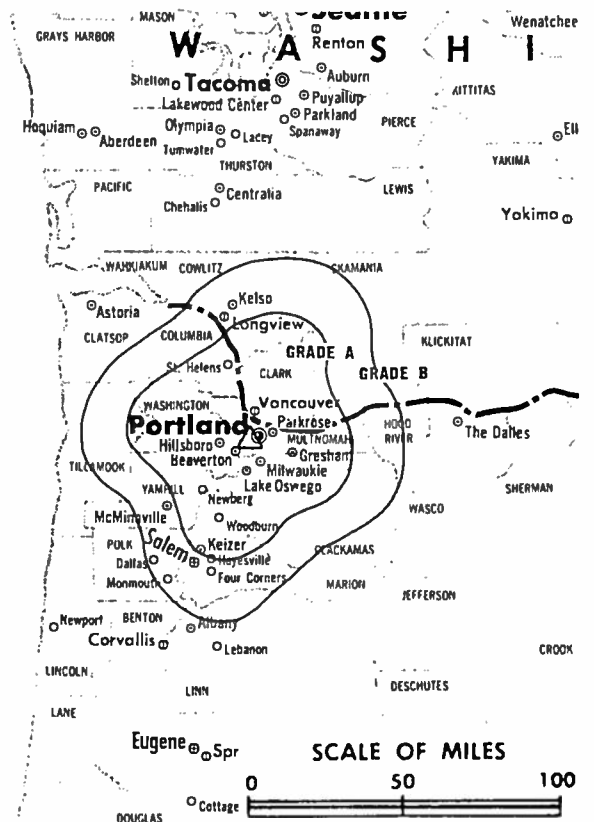 MASON
Seattle
Wenatchee
GRAYS HARBOR
Renton
W A S H I
Auburn
Shelton
Tacoma
KITTITAS
Lakewood Center
Puyallup
Parkland
PIERCE
Hoquiam
Aberdeen
Olympia
Lacey
Spanaway
Ell
Tumwater
YAKIMA
THURSTON
PACIFIC
Centralia
LEWIS
Chehalis
Yakima
WAHKIAKUM
COWLITZ
SKAMANIA
Astoria
Kelso
Longview
CLATSOP
COLUMBIA
KLICKITAT
GRADE A
St. Helens
CLARK
GRADE B
WASHINGTON
Vancouver
Portland
Parkrose
HOOD
RIVER
The Dalles
Hillsboro
MULTNOMAH
Beaverton
Gresham
Milwaukie
TILLAMOOK
Lake Oswego
YAMHILL
Newberg
SHERMAN
McMinnville
WASCO
Woodburn
POLK
Salem
Keizer
CLACKAMAS
Dallas
Hayesville
Monmouth
Four Corners
MARION
JEFFERSON
Newport
BENTON
Albany
Corvallis
Lebanon
CROOK
LINCOLN
LINN
DESCHUTES
LANE
Eugene
Spr
SCALE OF MILES
0 50 100
Cottage
DOUGLAS